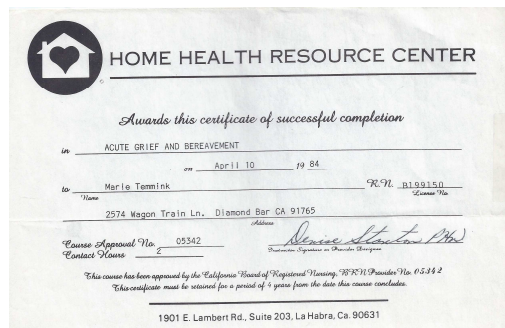 HOME HEALTH RESOURCE CENTER
Awards this certificate of successful completion
in ACUTE GRIEF AND BEREAVEMENT
on April 10 19 84
to Marie Temmink R.N. B199150
Name License No.
2574 Wagon Train Ln. Diamond Bar CA 91765
Address
Course Approval No. 05342
Contact Hours 2
Denise Stanton PHN
Instructor Signature or Provider Designee
This course has been approved by the California Board of Registered Nursing, BRN Provider No. 05342
This certificate must be retained for a period of 4 years from the date this course concludes.
1901 E. Lambert Rd., Suite 203, La Habra, Ca. 90631